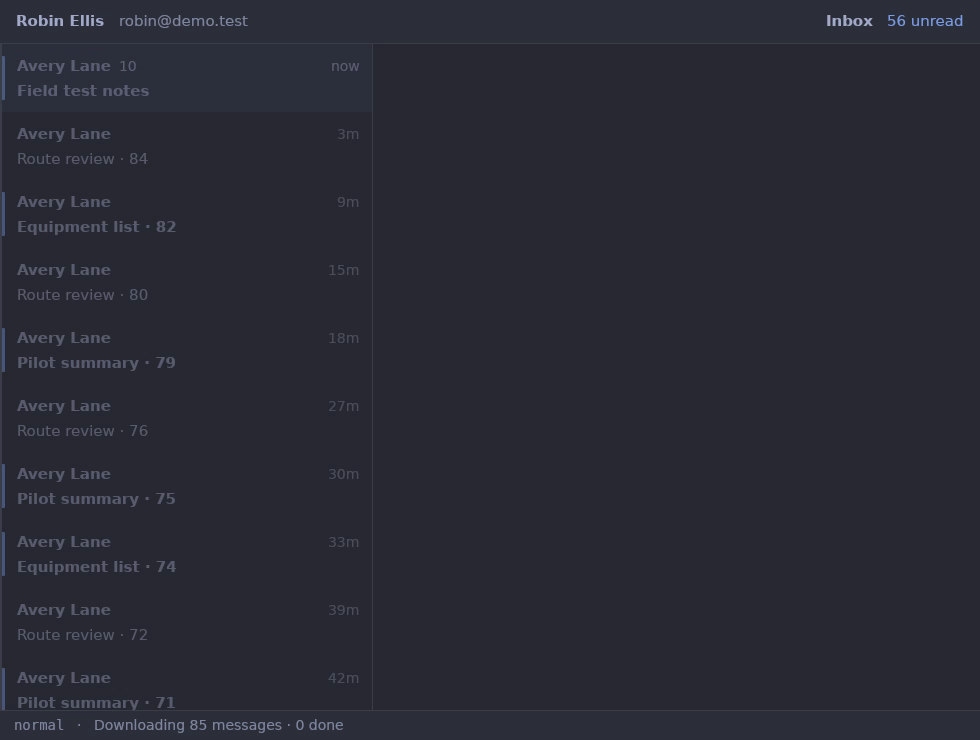 Robin Ellis robin@demo.test Inbox 56 unread
Avery Lane 10 now
Field test notes
Avery Lane 3m
Route review · 84
Avery Lane 9m
Equipment list · 82
Avery Lane 15m
Route review · 80
Avery Lane 18m
Pilot summary · 79
Avery Lane 27m
Route review · 76
Avery Lane 30m
Pilot summary · 75
Avery Lane 33m
Equipment list · 74
Avery Lane 39m
Route review · 72
Avery Lane 42m
Pilot summary · 71
normal · Downloading 85 messages · 0 done